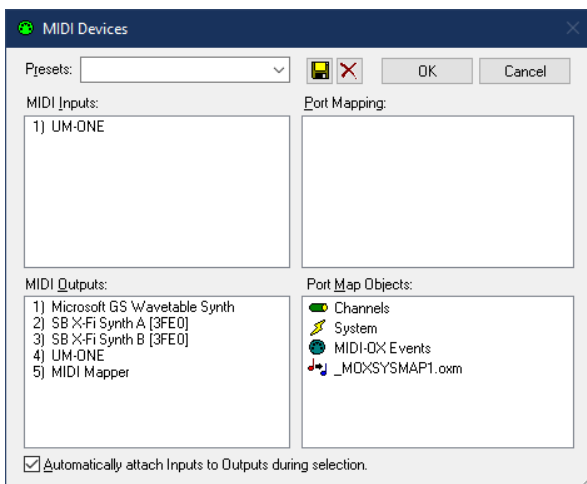 MIDI Devices
Presets:
OK
Cancel
MIDI Inputs:
Port Mapping:
1) UM-ONE
MIDI Outputs:
Port Map Objects:
1) Microsoft GS Wavetable Synth
2) SB X-Fi Synth A [3FE0]
3) SB X-Fi Synth B [3FE0]
4) UM-ONE
5) MIDI Mapper
Channels
System
MIDI-OX Events
_MOXSYSMAP1.oxm
Automatically attach Inputs to Outputs during selection.